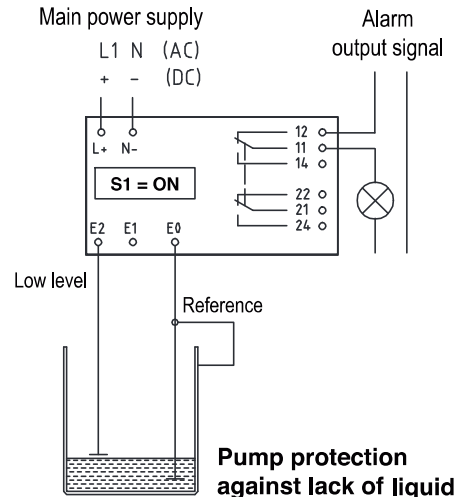 Main power supply
Alarm
output signal
L1 N (AC)
+ − (DC)
L+ N-
S1 = ON
12
11
14
22
21
24
E2 E1 E0
Low level
Reference
Pump protection
against lack of liquid